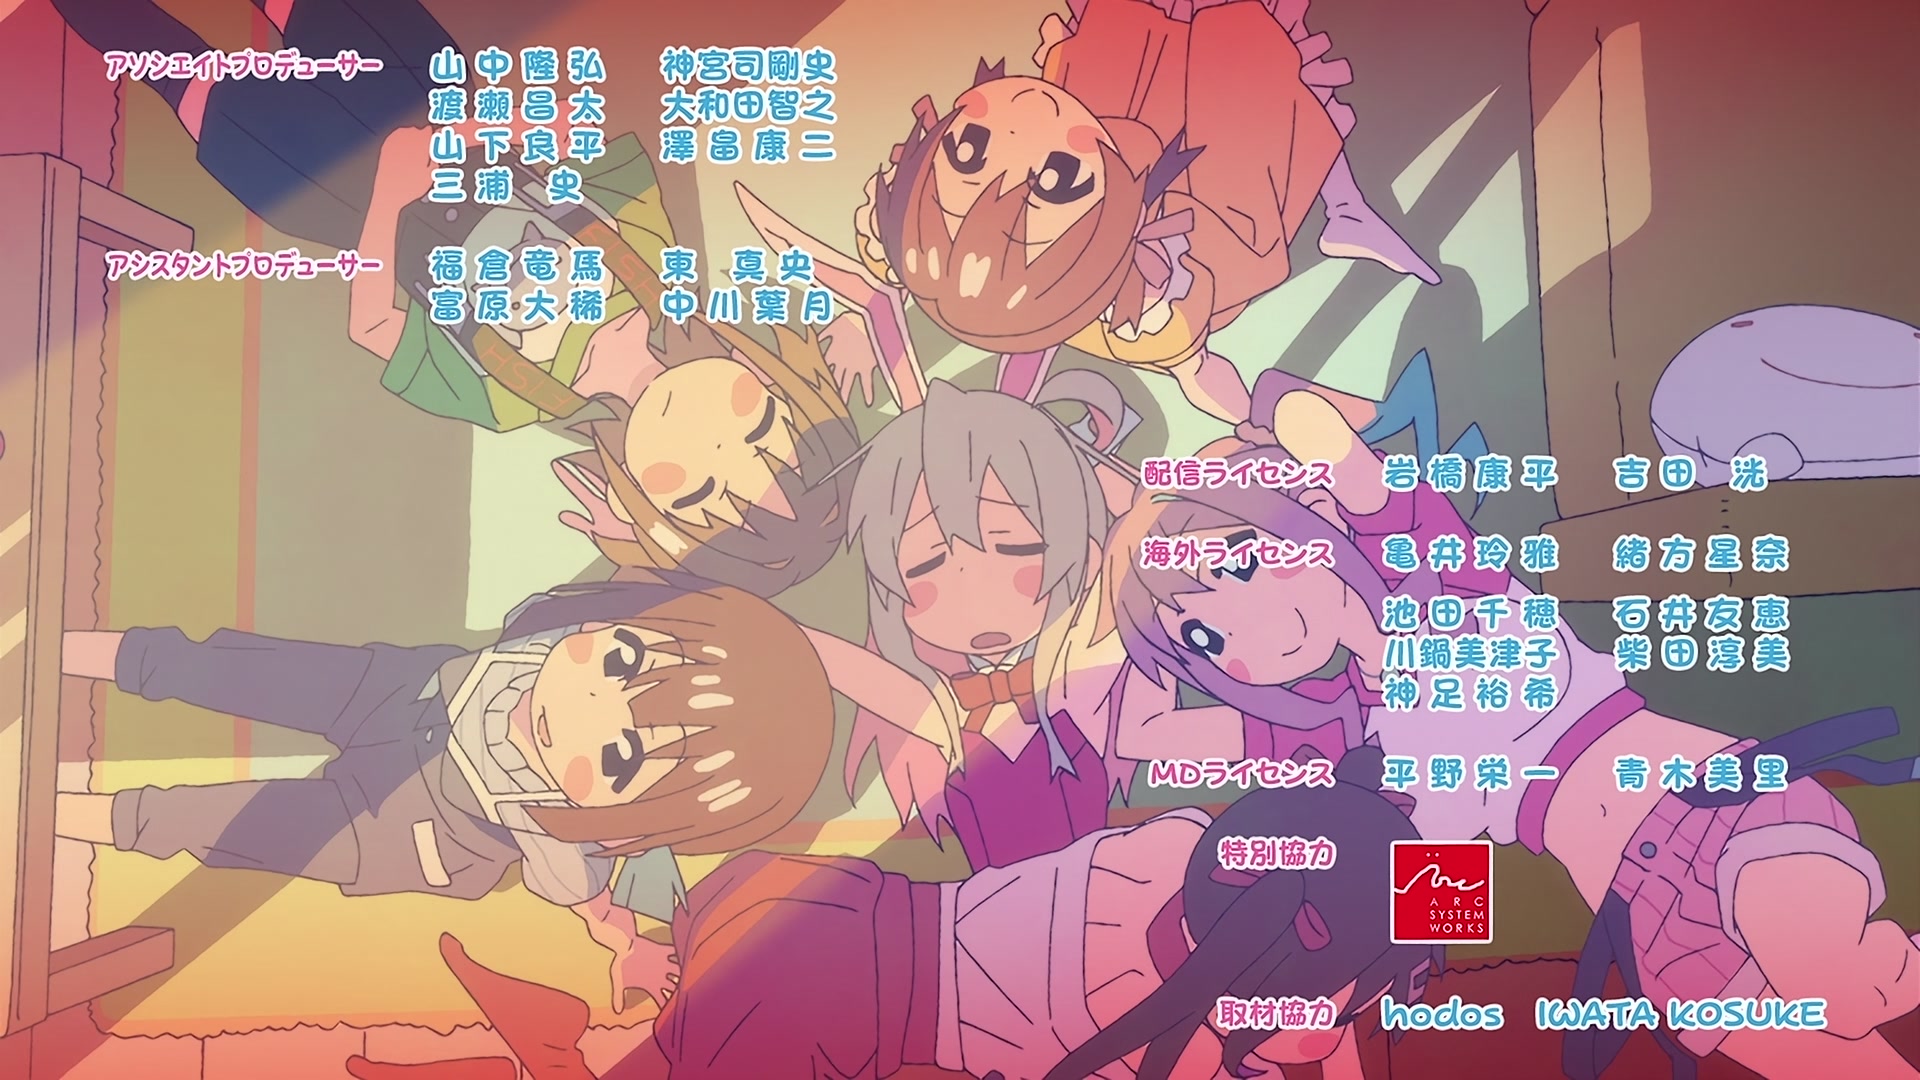 アソシエイトプロデューサー 山中隆弘 神宮司剛史
渡瀬昌太 大和田智之
山下良平 澤畠康二
三浦 史
アシスタントプロデューサー 福倉竜馬 東 真央
富原大稀 中川葉月
配信ライセンス 岩橋康平 吉田 洸
海外ライセンス 亀井玲雅 緒方星奈
池田千穂 石井友恵
川鍋美津子 柴田淳美
神足裕希
MDライセンス 平野栄一 青木美里
特別協力
ARC
SYSTEM
WORKS
取材協力 hodos IWATA KOSUKE